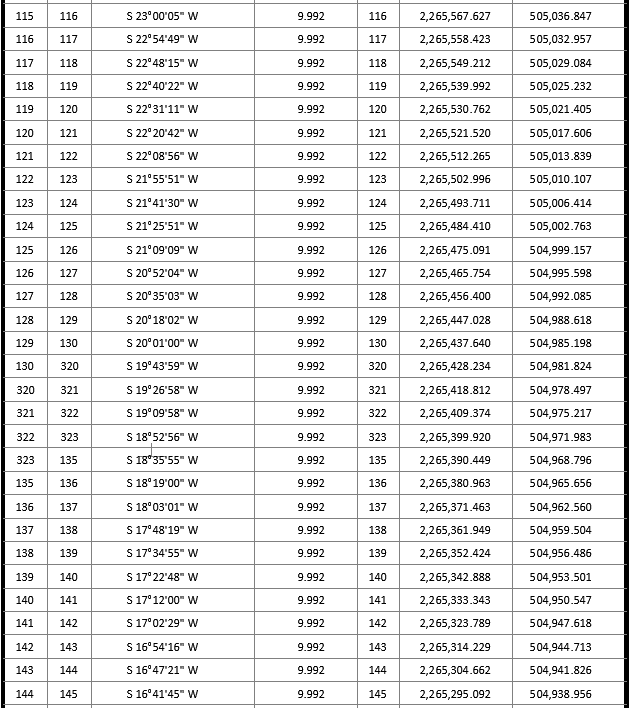 115 116 S 23°00'05" W 9.992 116 2,265,567.627 505,036.847
116 117 S 22°54'49" W 9.992 117 2,265,558.423 505,032.957
117 118 S 22°48'15" W 9.992 118 2,265,549.212 505,029.084
118 119 S 22°40'22" W 9.992 119 2,265,539.992 505,025.232
119 120 S 22°31'11" W 9.992 120 2,265,530.762 505,021.405
120 121 S 22°20'42" W 9.992 121 2,265,521.520 505,017.606
121 122 S 22°08'56" W 9.992 122 2,265,512.265 505,013.839
122 123 S 21°55'51" W 9.992 123 2,265,502.996 505,010.107
123 124 S 21°41'30" W 9.992 124 2,265,493.711 505,006.414
124 125 S 21°25'51" W 9.992 125 2,265,484.410 505,002.763
125 126 S 21°09'09" W 9.992 126 2,265,475.091 504,999.157
126 127 S 20°52'04" W 9.992 127 2,265,465.754 504,995.598
127 128 S 20°35'03" W 9.992 128 2,265,456.400 504,992.085
128 129 S 20°18'02" W 9.992 129 2,265,447.028 504,988.618
129 130 S 20°01'00" W 9.992 130 2,265,437.640 504,985.198
130 320 S 19°43'59" W 9.992 320 2,265,428.234 504,981.824
320 321 S 19°26'58" W 9.992 321 2,265,418.812 504,978.497
321 322 S 19°09'58" W 9.992 322 2,265,409.374 504,975.217
322 323 S 18°52'56" W 9.992 323 2,265,399.920 504,971.983
323 135 S 18°35'55" W 9.992 135 2,265,390.449 504,968.796
135 136 S 18°19'00" W 9.992 136 2,265,380.963 504,965.656
136 137 S 18°03'01" W 9.992 137 2,265,371.463 504,962.560
137 138 S 17°48'19" W 9.992 138 2,265,361.949 504,959.504
138 139 S 17°34'55" W 9.992 139 2,265,352.424 504,956.486
139 140 S 17°22'48" W 9.992 140 2,265,342.888 504,953.501
140 141 S 17°12'00" W 9.992 141 2,265,333.343 504,950.547
141 142 S 17°02'29" W 9.992 142 2,265,323.789 504,947.618
142 143 S 16°54'16" W 9.992 143 2,265,314.229 504,944.713
143 144 S 16°47'21" W 9.992 144 2,265,304.662 504,941.826
144 145 S 16°41'45" W 9.992 145 2,265,295.092 504,938.956